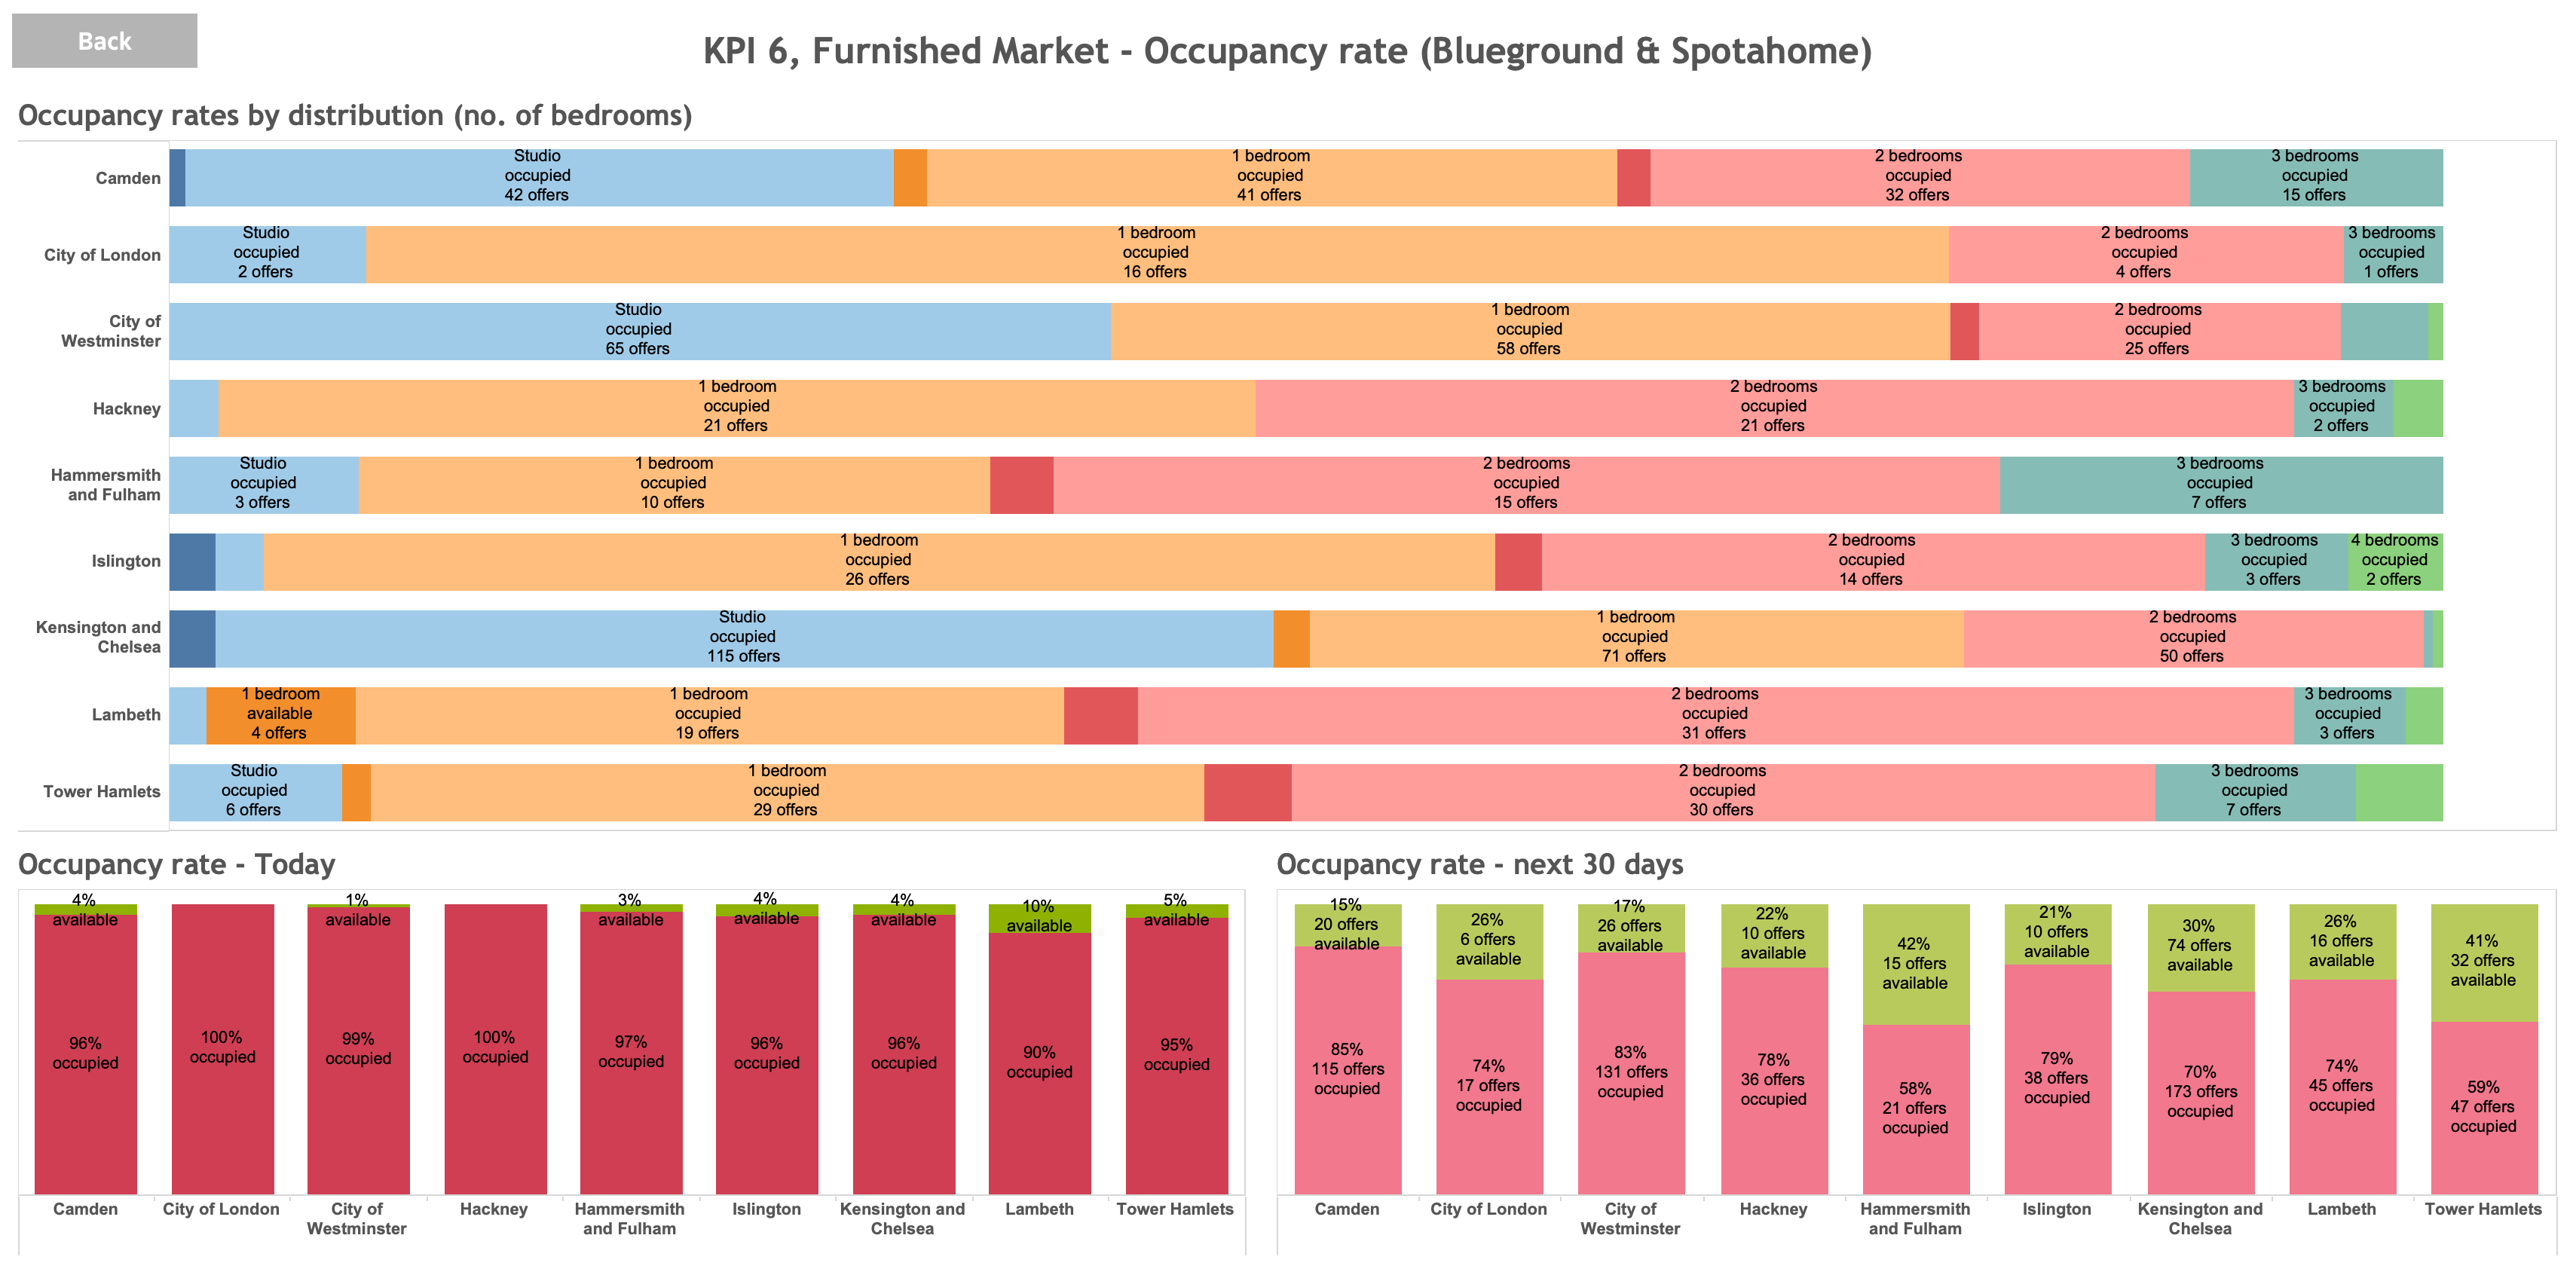 Back
KPI 6, Furnished Market - Occupancy rate (Blueground & Spotahome)
Occupancy rates by distribution (no. of bedrooms)
Camden
Studio
occupied
42 offers
1 bedroom
occupied
41 offers
2 bedrooms
occupied
32 offers
3 bedrooms
occupied
15 offers
City of London
Studio
occupied
2 offers
1 bedroom
occupied
16 offers
2 bedrooms
occupied
4 offers
3 bedrooms
occupied
1 offers
City of
Westminster
Studio
occupied
65 offers
1 bedroom
occupied
58 offers
2 bedrooms
occupied
25 offers
Hackney
1 bedroom
occupied
21 offers
2 bedrooms
occupied
21 offers
3 bedrooms
occupied
2 offers
Hammersmith
and Fulham
Studio
occupied
3 offers
1 bedroom
occupied
10 offers
2 bedrooms
occupied
15 offers
3 bedrooms
occupied
7 offers
Islington
1 bedroom
occupied
26 offers
2 bedrooms
occupied
14 offers
3 bedrooms
occupied
3 offers
4 bedrooms
occupied
2 offers
Kensington and
Chelsea
Studio
occupied
115 offers
1 bedroom
occupied
71 offers
2 bedrooms
occupied
50 offers
Lambeth
1 bedroom
available
4 offers
1 bedroom
occupied
19 offers
2 bedrooms
occupied
31 offers
3 bedrooms
occupied
3 offers
Tower Hamlets
Studio
occupied
6 offers
1 bedroom
occupied
29 offers
2 bedrooms
occupied
30 offers
3 bedrooms
occupied
7 offers
Occupancy rate - Today
4%
available
96%
occupied
100%
occupied
1%
available
99%
occupied
100%
occupied
3%
available
97%
occupied
4%
available
96%
occupied
4%
available
96%
occupied
10%
available
90%
occupied
5%
available
95%
occupied
Camden
City of London
City of
Westminster
Hackney
Hammersmith
and Fulham
Islington
Kensington and
Chelsea
Lambeth
Tower Hamlets
Occupancy rate - next 30 days
15%
20 offers
available
85%
115 offers
occupied
26%
6 offers
available
74%
17 offers
occupied
17%
26 offers
available
83%
131 offers
occupied
22%
10 offers
available
78%
36 offers
occupied
42%
15 offers
available
58%
21 offers
occupied
21%
10 offers
available
79%
38 offers
occupied
30%
74 offers
available
70%
173 offers
occupied
26%
16 offers
available
74%
45 offers
occupied
41%
32 offers
available
59%
47 offers
occupied
Camden
City of London
City of
Westminster
Hackney
Hammersmith
and Fulham
Islington
Kensington and
Chelsea
Lambeth
Tower Hamlets